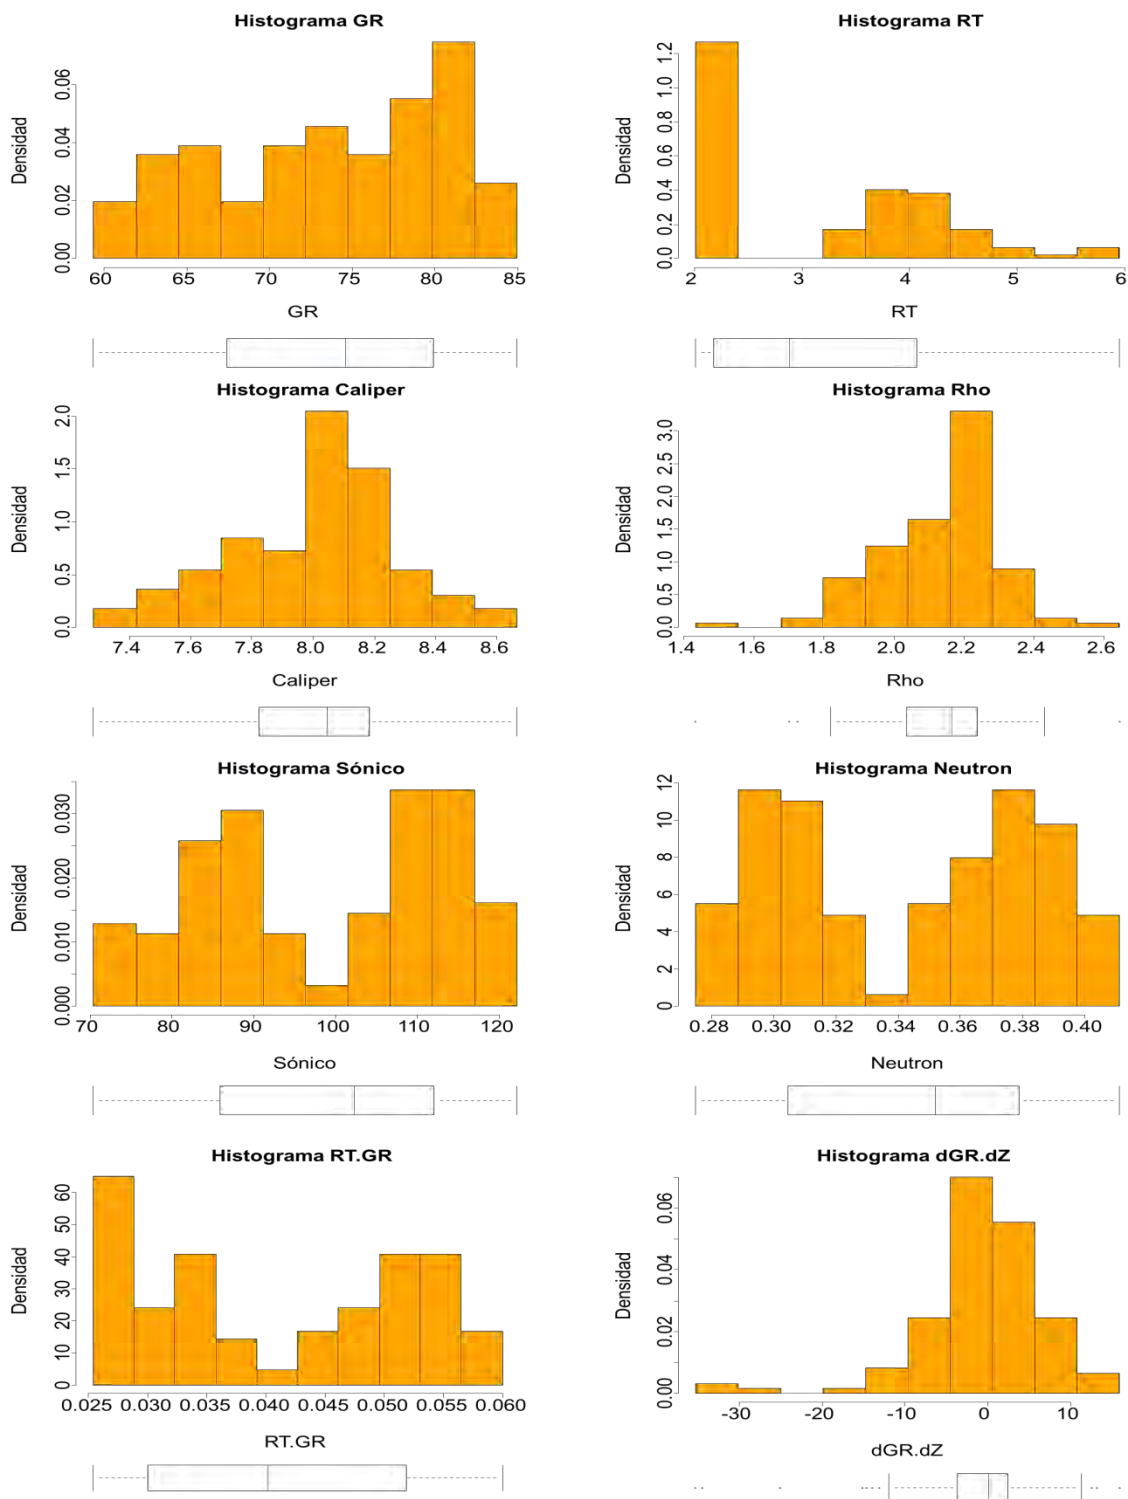 Histograma GR
Densidad
0.00 0.02 0.04 0.06
60 65 70 75 80 85
GR
Histograma RT
Densidad
0.0 0.2 0.4 0.6 0.8 1.0 1.2
2 3 4 5 6
RT
Histograma Caliper
Densidad
0.0 0.5 1.0 1.5 2.0
7.4 7.6 7.8 8.0 8.2 8.4 8.6
Caliper
Histograma Rho
Densidad
0.0 0.5 1.0 1.5 2.0 2.5 3.0
1.4 1.6 1.8 2.0 2.2 2.4 2.6
Rho
Histograma Sónico
Densidad
0.000 0.010 0.020 0.030
70 80 90 100 110 120
Sónico
Histograma Neutron
Densidad
0 2 4 6 8 10 12
0.28 0.30 0.32 0.34 0.36 0.38 0.40
Neutron
Histograma RT.GR
Densidad
0 10 20 30 40 50 60
0.025 0.030 0.035 0.040 0.045 0.050 0.055 0.060
RT.GR
Histograma dGR.dZ
Densidad
0.00 0.02 0.04 0.06
-30 -20 -10 0 10
dGR.dZ